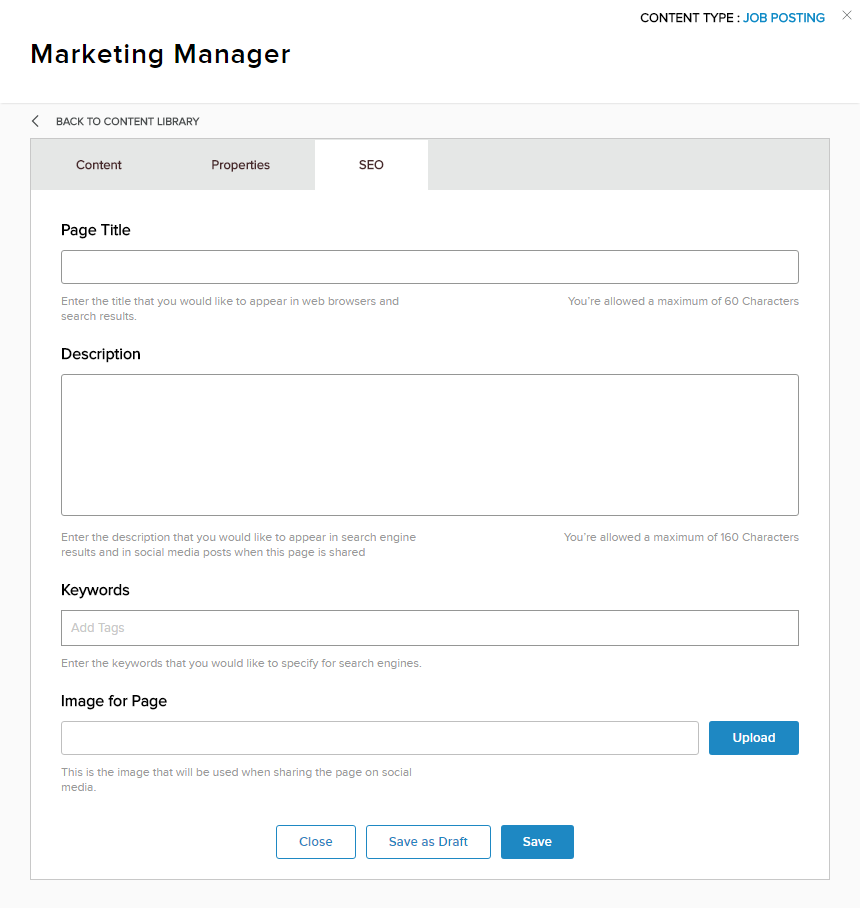 CONTENT TYPE : JOB POSTING
Marketing Manager
BACK TO CONTENT LIBRARY
Content Properties SEO
Page Title
Enter the title that you would like to appear in web browsers and
search results.
You're allowed a maximum of 60 Characters
Description
Enter the description that you would like to appear in search engine
results and in social media posts when this page is shared
You're allowed a maximum of 160 Characters
Keywords
Add Tags
Enter the keywords that you would like to specify for search engines.
Image for Page
Upload
This is the image that will be used when sharing the page on social
media.
Close Save as Draft Save